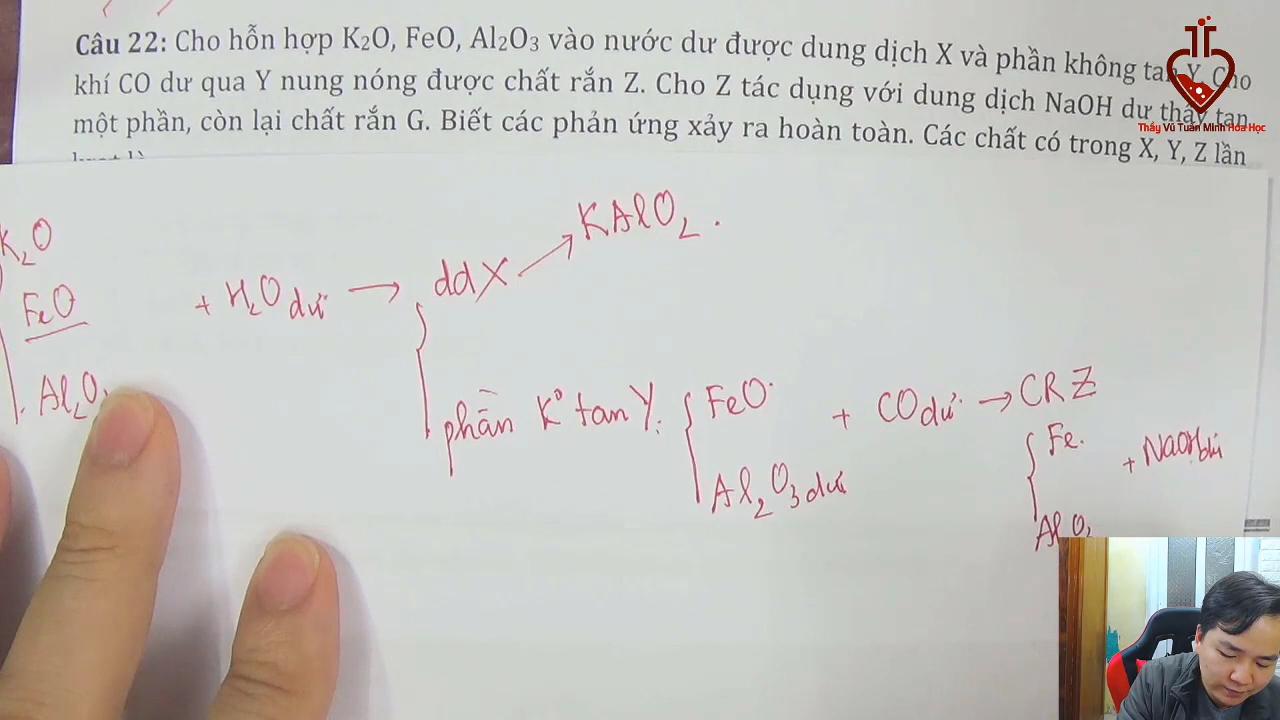 Câu 22: Cho hỗn hợp K₂O, FeO, Al₂O₃ vào nước dư được dung dịch X và phần không tan Y. Cho
khí CO dư qua Y nung nóng được chất rắn Z. Cho Z tác dụng với dung dịch NaOH dư thấy tan
một phần, còn lại chất rắn G. Biết các phản ứng xảy ra hoàn toàn. Các chất có trong X, Y, Z lần
Thầy Vũ Tuấn Minh Hóa Học
K₂O
FeO
Al₂O
+ H₂O dư → ddX → KAlO₂.
phần K° tan Y: FeO
Al₂O₃ dư
+ CO dư → CR Z
Fe.
+ NaOH